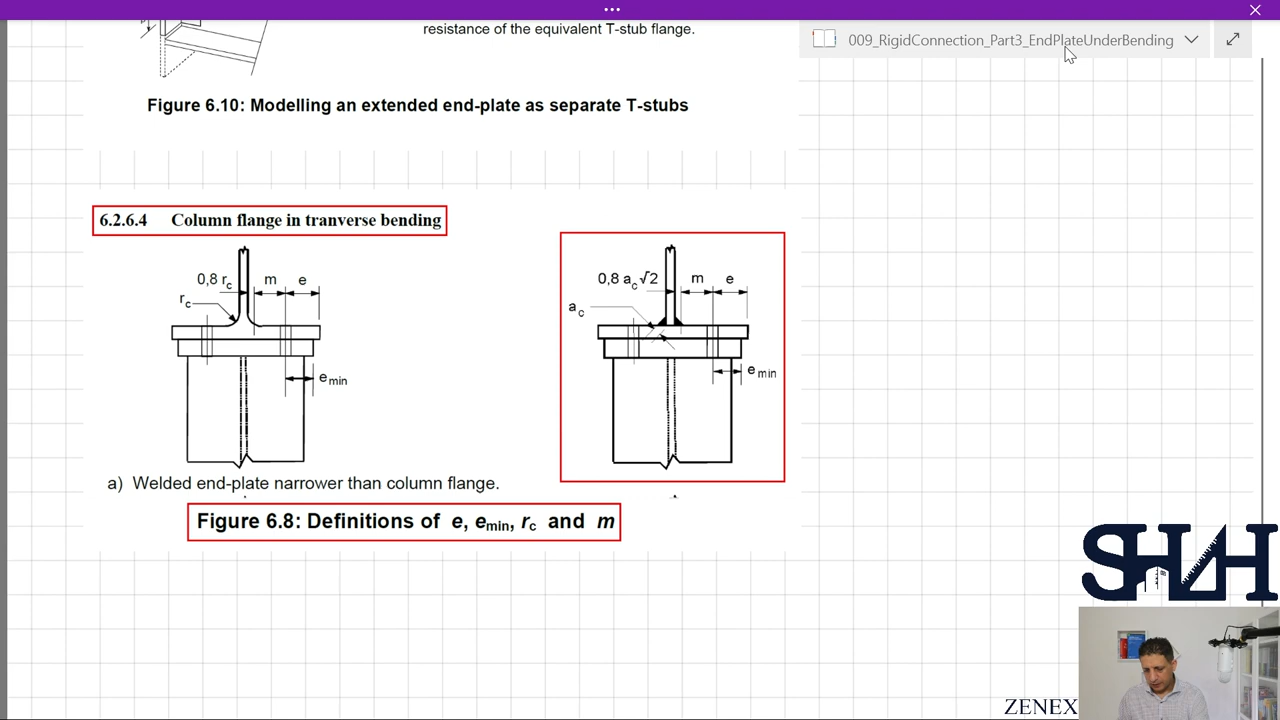 resistance of the equivalent T-stub flange.
009_RigidConnection_Part3_EndPlateUnderBending
Figure 6.10: Modelling an extended end-plate as separate T-stubs
6.2.6.4 Column flange in tranverse bending
0,8 rc m e
rc
emin
0,8 ac√2 m e
ac
emin
a) Welded end-plate narrower than column flange.
Figure 6.8: Definitions of e, emin, rc and m
SHZH
ZENEX